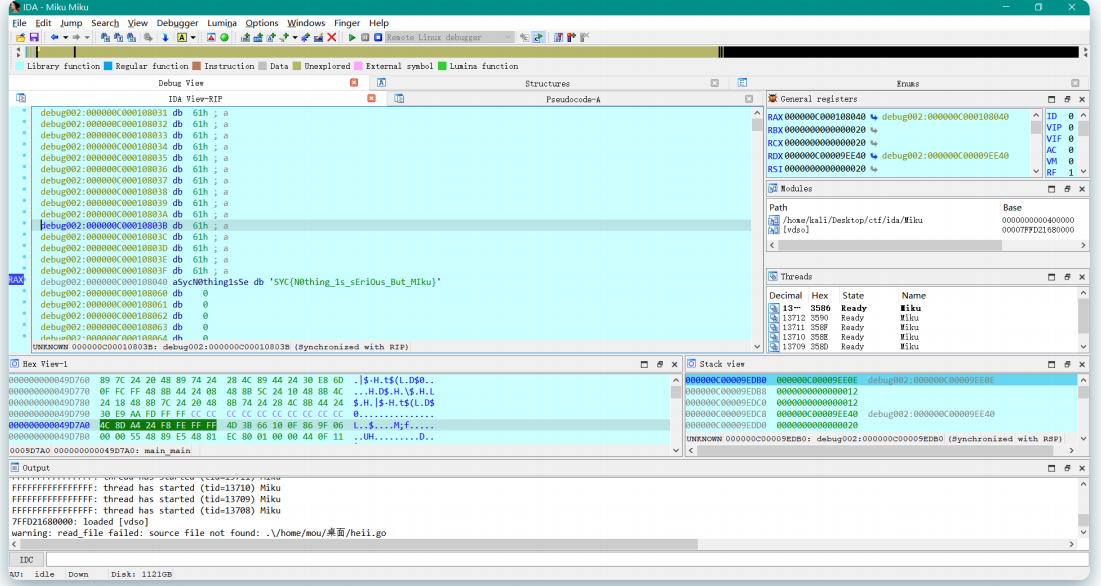 IDA - Miku Miku
File Edit Jump Search View Debugger Lumina Options Windows Finger Help
Remote Linux debugger
Library function Regular function Instruction Data Unexplored External symbol Lumina function
Debug View Structures Enums
IDA View-RIP Pseudocode-A General registers
debug002:000000C000108031 db 61h ; a
debug002:000000C000108032 db 61h ; a
debug002:000000C000108033 db 61h ; a
debug002:000000C000108034 db 61h ; a
debug002:000000C000108035 db 61h ; a
debug002:000000C000108036 db 61h ; a
debug002:000000C000108037 db 61h ; a
debug002:000000C000108038 db 61h ; a
debug002:000000C000108039 db 61h ; a
debug002:000000C00010803A db 61h ; a
debug002:000000C00010803B db 61h ; a
debug002:000000C00010803C db 61h ; a
debug002:000000C00010803D db 61h ; a
debug002:000000C00010803E db 61h ; a
debug002:000000C00010803F db 61h ; a
RAX debug002:000000C000108040 aSycN0thing1sSe db 'SYC{N0thing_1s_sEriOus_But_MIku}'
debug002:000000C000108060 db 0
debug002:000000C000108061 db 0
debug002:000000C000108062 db 0
debug002:000000C000108063 db 0
debug002:000000C000108064 db 0
UNKNOWN 000000C00010803B: debug002:000000C00010803B (Synchronized with RIP)
RAX 000000C000108040 debug002:000000C000108040
RBX 0000000000000020
RCX 0000000000000020
RDX 000000C00009EE40 debug002:000000C00009EE40
RSI 0000000000000020
ID 0
VIP 0
VIF 0
AC 0
VM 0
RF 1
Modules
Path Base
/home/kali/Desktop/ctf/ida/Miku 0000000000400000
[vdso] 00007FFD21680000
Threads
Decimal Hex State Name
13… 3586 Ready Miku
13712 3590 Ready Miku
13711 358F Ready Miku
13710 358E Ready Miku
13709 358D Ready Miku
Hex View-1
000000000049D760 89 7C 24 20 48 89 74 24 28 4C 89 44 24 30 E8 6D .|$·H.t$(L.D$0..
000000000049D770 0F FC FF 48 8B 44 24 08 48 8B 5C 24 10 48 8B 4C ...H.D$.H.\$.H.L
000000000049D780 24 18 48 8B 7C 24 20 48 8B 74 24 28 4C 8B 44 24 $.H.|$·H.t$(L.D$
000000000049D790 30 E9 AA FD FF FF CC CC CC CC CC CC CC CC CC CC 0...............
000000000049D7A0 4C 8D A4 24 F8 FE FF FF 4D 3B 66 10 0F 86 9F 06 L..$....M;f.....
000000000049D7B0 00 00 55 48 89 E5 48 81 EC 80 01 00 00 44 0F 11 ..UH.........D..
0009D7A0 000000000049D7A0: main_main
Stack view
000000C00009EDB0 000000C00009EE0E debug002:000000C00009EE0E
000000C00009EDB8 0000000000000012
000000C00009EDC0 0000000000000012
000000C00009EDC8 000000C00009EE40 debug002:000000C00009EE40
000000C00009EDD0 0000000000000020
UNKNOWN 000000C00009EDB0: debug002:000000C00009EDB0 (Synchronized with RSP)
Output
FFFFFFFFFFFFFFFF: thread has started (tid=13711) Miku
FFFFFFFFFFFFFFFF: thread has started (tid=13710) Miku
FFFFFFFFFFFFFFFF: thread has started (tid=13709) Miku
FFFFFFFFFFFFFFFF: thread has started (tid=13708) Miku
7FFD21680000: loaded [vdso]
warning: read_file failed: source file not found: .\/home/mou/桌面/heii.go
IDC
AU: idle Down Disk: 1121GB